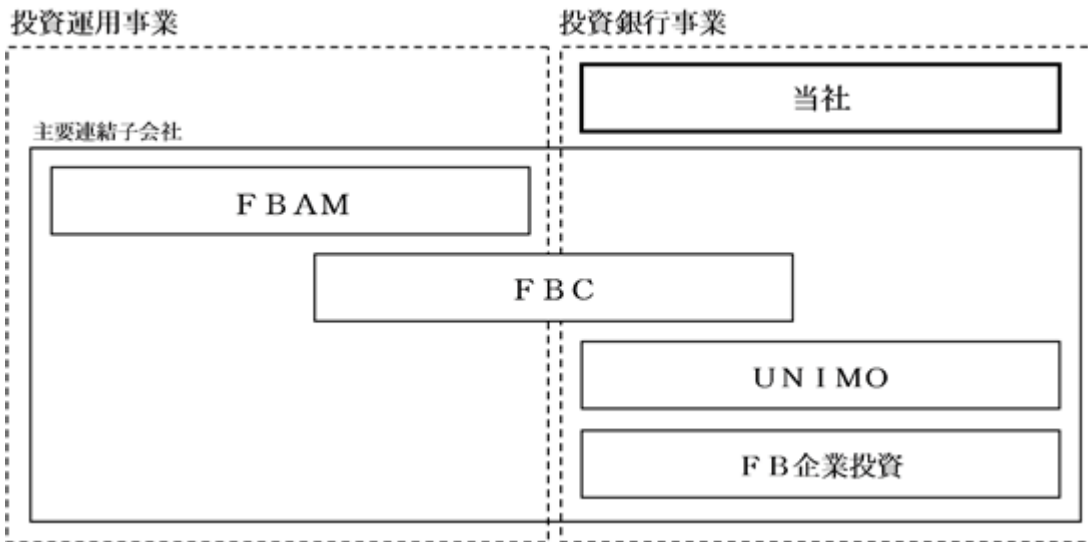 投資運用事業
投資銀行事業
当社
主要連結子会社
ＦＢＡＭ
ＦＢＣ
ＵＮＩＭＯ
ＦＢ企業投資